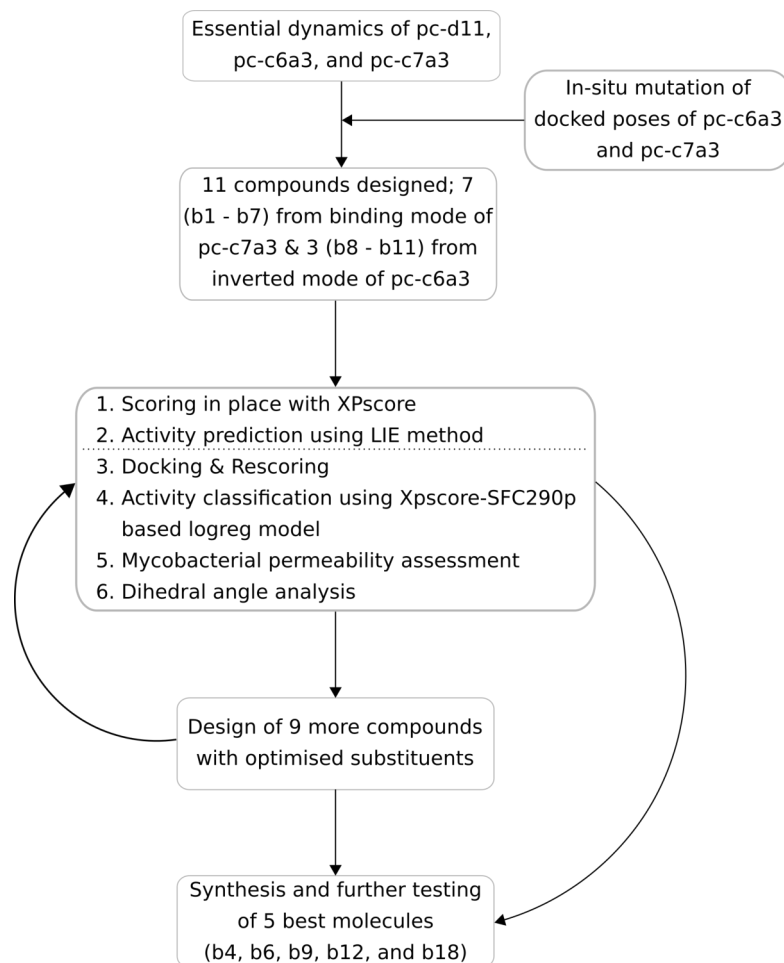 Essential dynamics of pc-d11,
pc-c6a3, and pc-c7a3
In-situ mutation of
docked poses of pc-c6a3
and pc-c7a3
11 compounds designed; 7
(b1 - b7) from binding mode of
pc-c7a3 & 3 (b8 - b11) from
inverted mode of pc-c6a3
1. Scoring in place with XPscore
2. Activity prediction using LIE method
3. Docking & Rescoring
4. Activity classification using Xpscore-SFC290p
based logreg model
5. Mycobacterial permeability assessment
6. Dihedral angle analysis
Design of 9 more compounds
with optimised substituents
Synthesis and further testing
of 5 best molecules
(b4, b6, b9, b12, and b18)